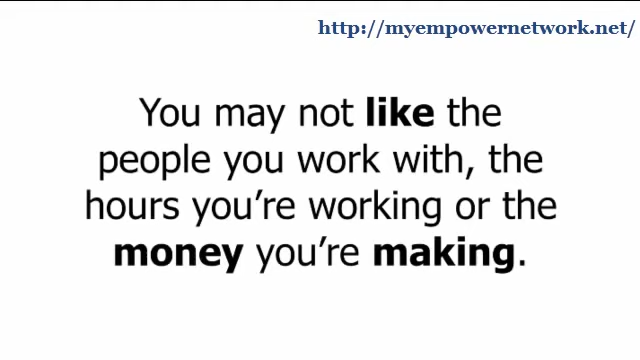 http://myempowernetwork.net/
You may not like the
people you work with, the
hours you’re working or the
money you’re making.